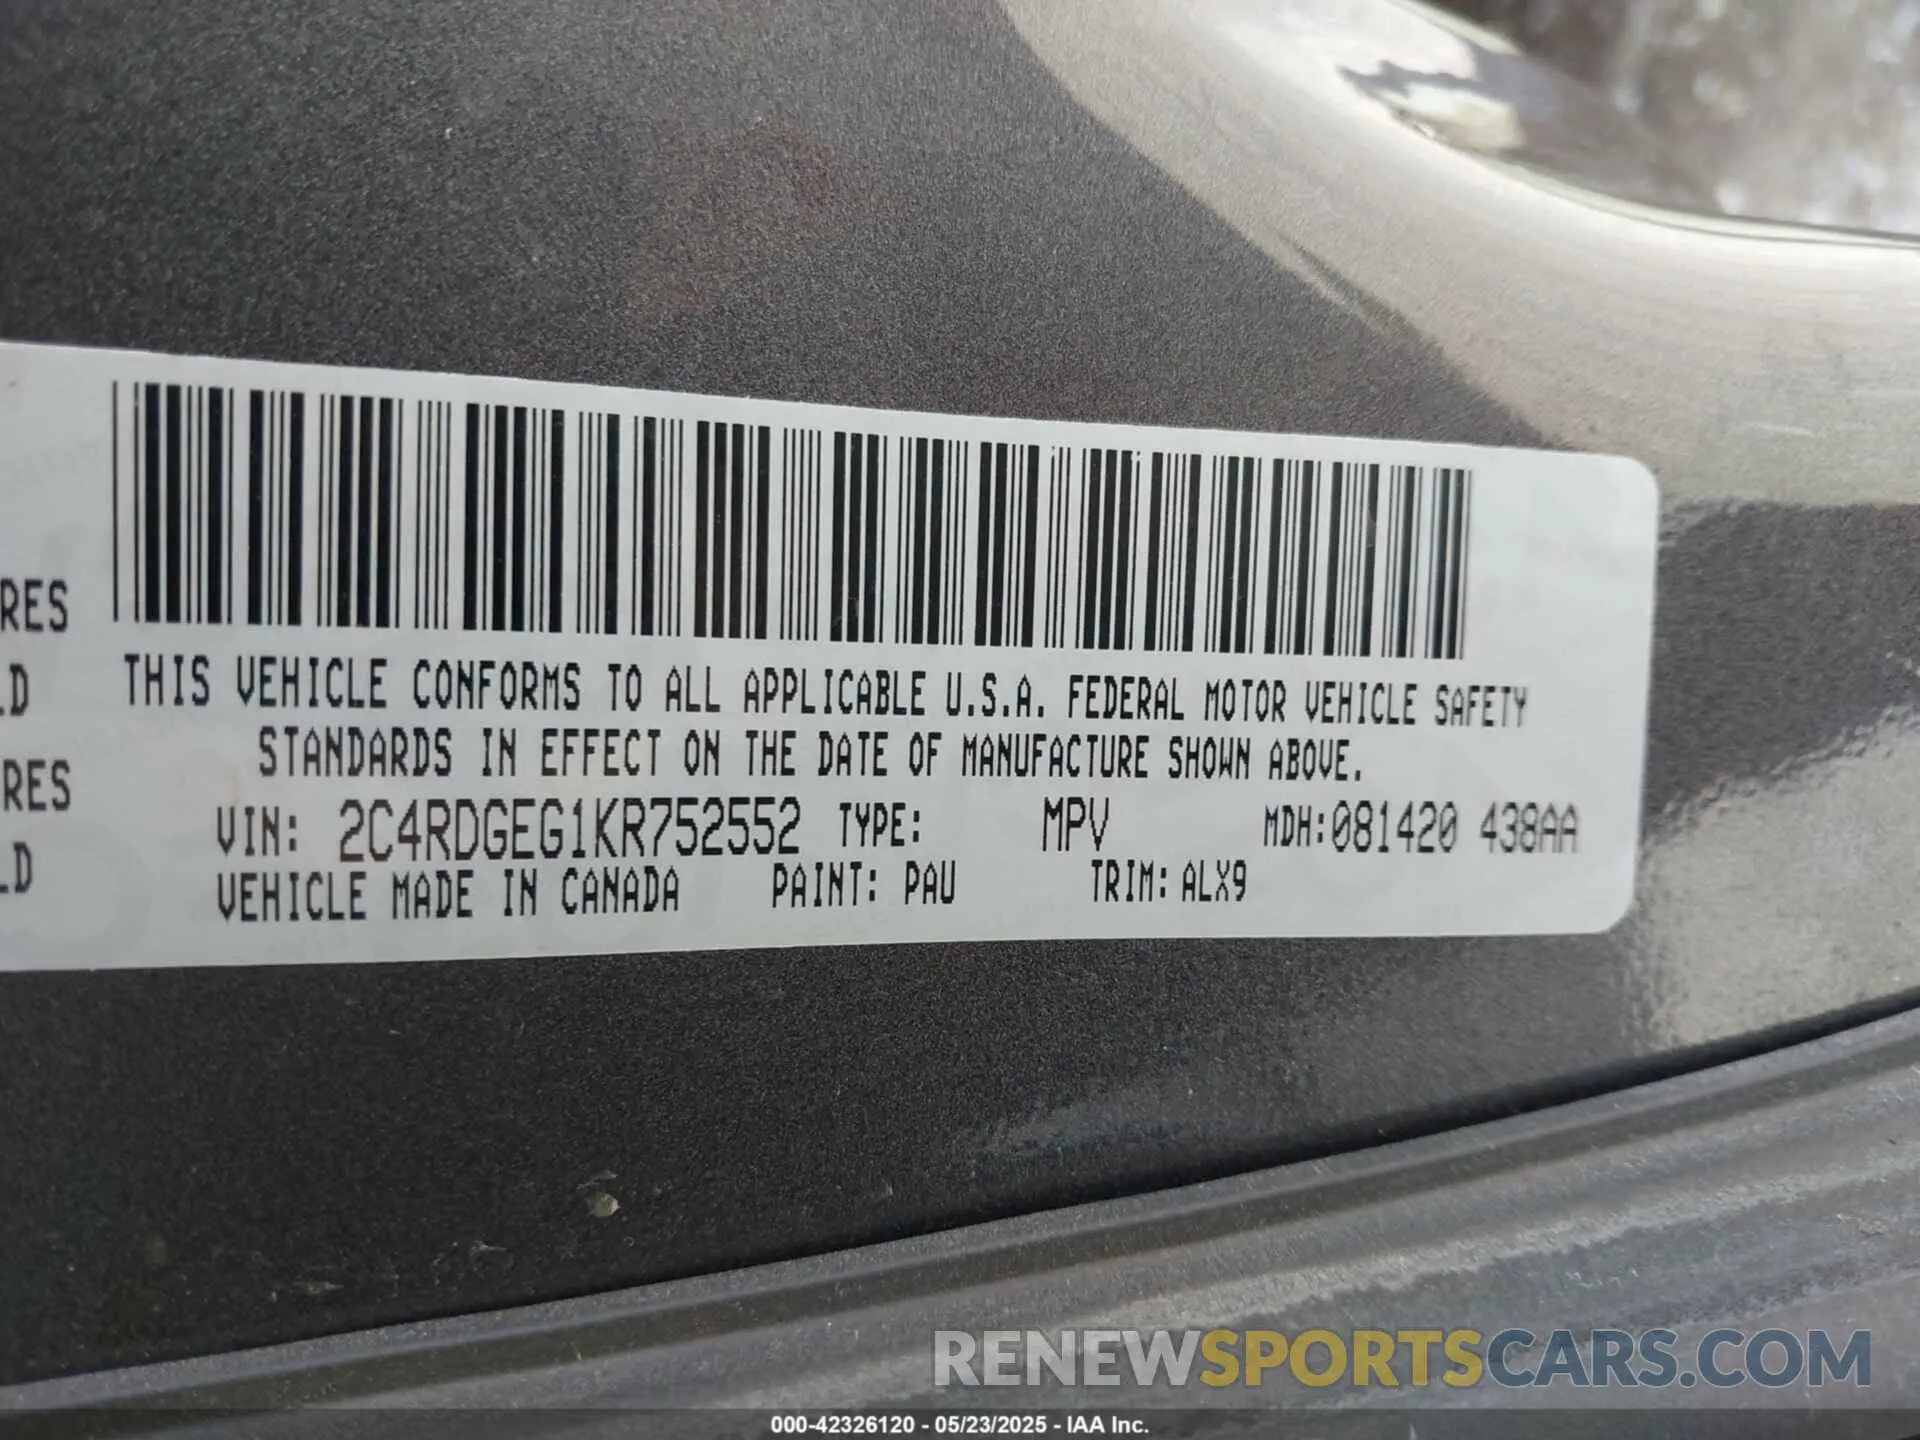 RES
LD
RES
LD
THIS VEHICLE CONFORMS TO ALL APPLICABLE U.S.A. FEDERAL MOTOR VEHICLE SAFETY
STANDARDS IN EFFECT ON THE DATE OF MANUFACTURE SHOWN ABOVE.
VIN: 2C4RDGEG1KR752552 TYPE: MPV MDH:081420 438AA
VEHICLE MADE IN CANADA PAINT: PAU TRIM: ALX9
RENEWSPORTSCARS.COM
000-42326120 - 05/23/2025 - IAA Inc.